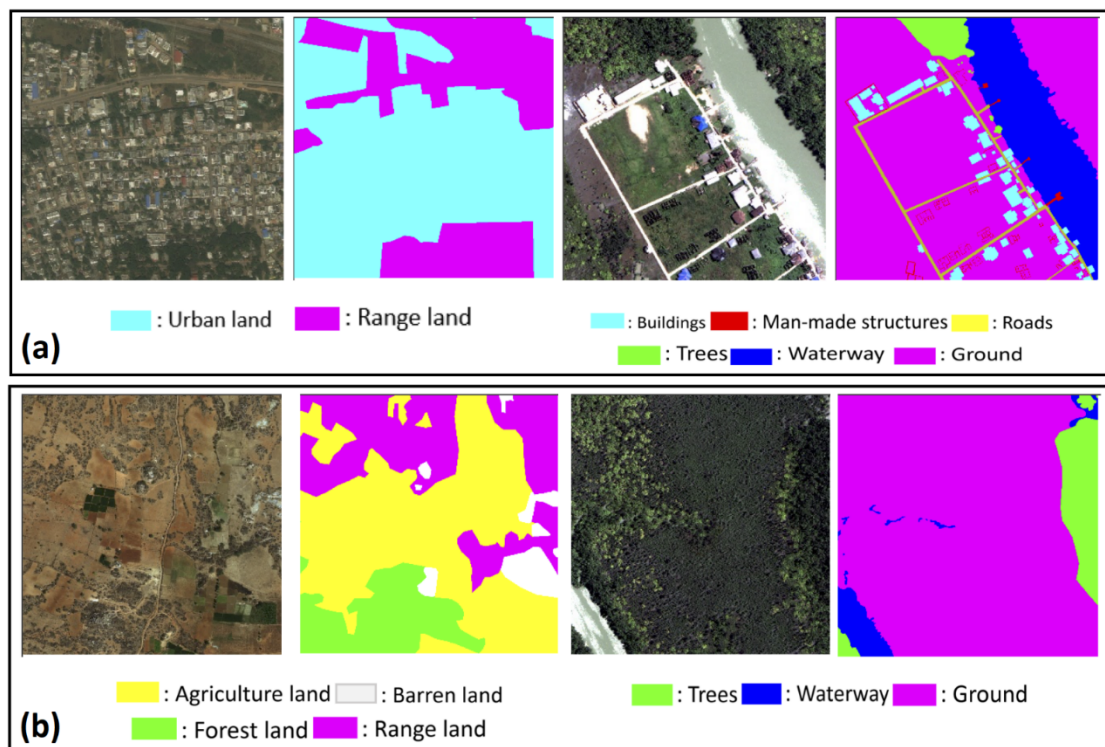 : Urban land : Range land
: Buildings : Man-made structures : Roads
: Trees : Waterway : Ground
(a)
: Agriculture land : Barren land
: Forest land : Range land
: Trees : Waterway : Ground
(b)